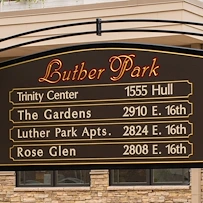 Luther Park
Trinity Center 1555 Hull
The Gardens 2910 E. 16th
Luther Park Apts. 2824 E. 16th
Rose Glen 2808 E. 16th